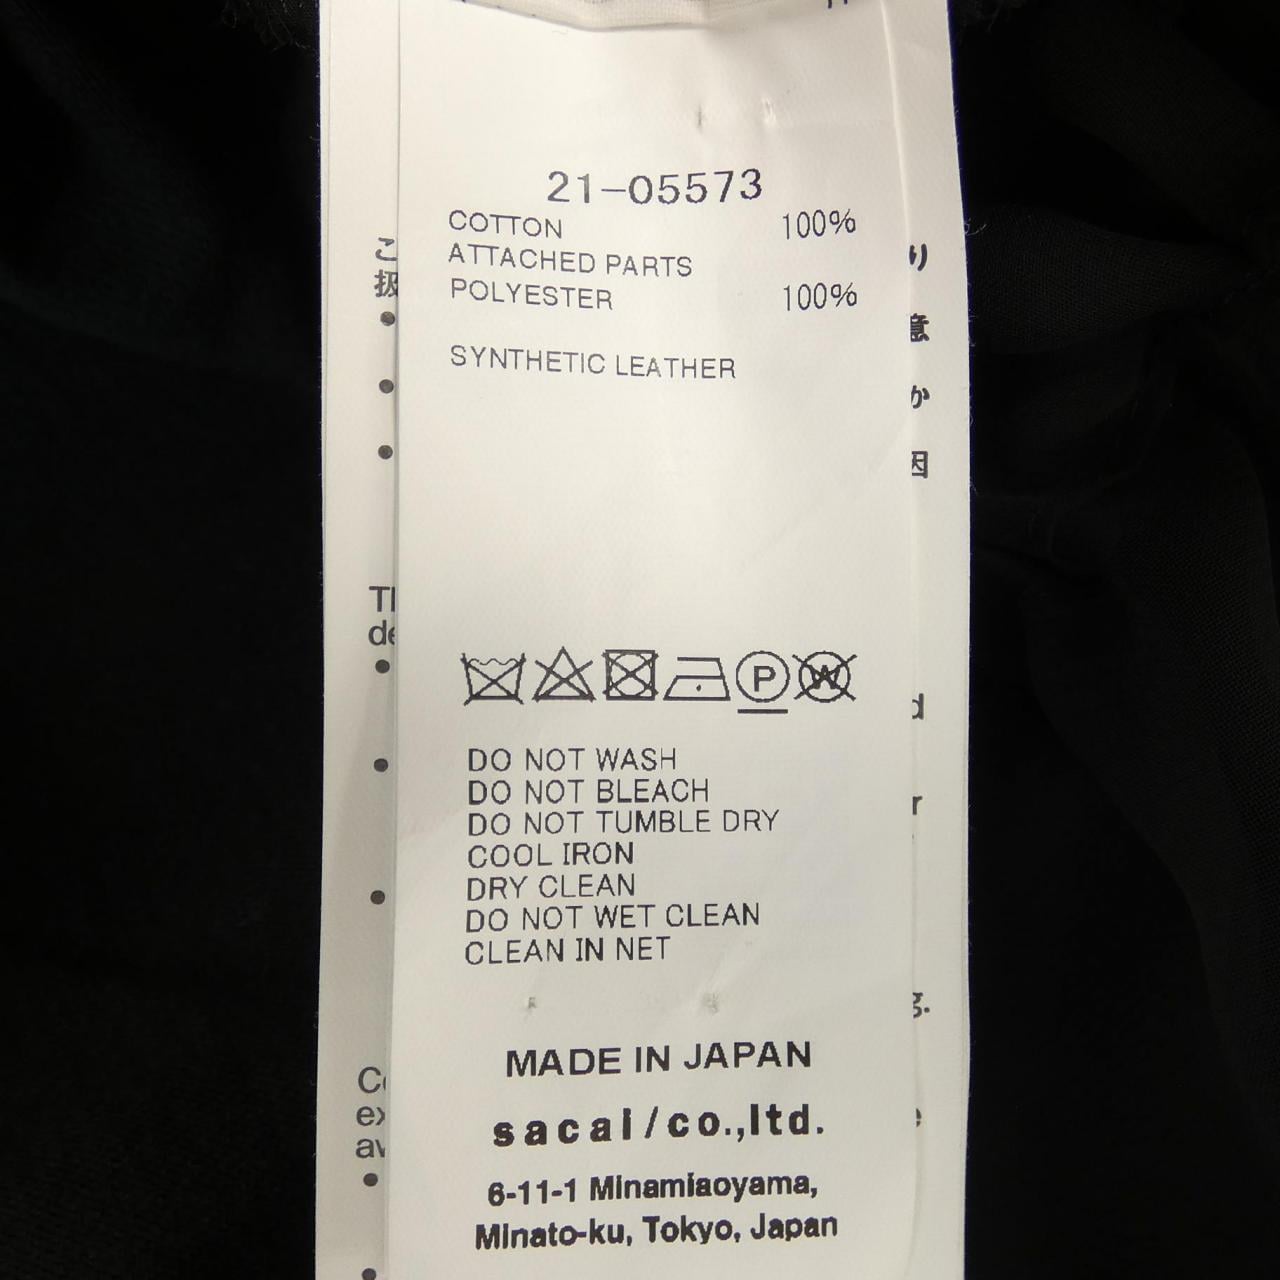 21-05573
COTTON 100%
ATTACHED PARTS
POLYESTER 100%
SYNTHETIC LEATHER
P
W
DO NOT WASH
DO NOT BLEACH
DO NOT TUMBLE DRY
COOL IRON
DRY CLEAN
DO NOT WET CLEAN
CLEAN IN NET
MADE IN JAPAN
sacai/co.,ltd.
6-11-1 Minamiaoyama,
Minato-ku, Tokyo, Japan